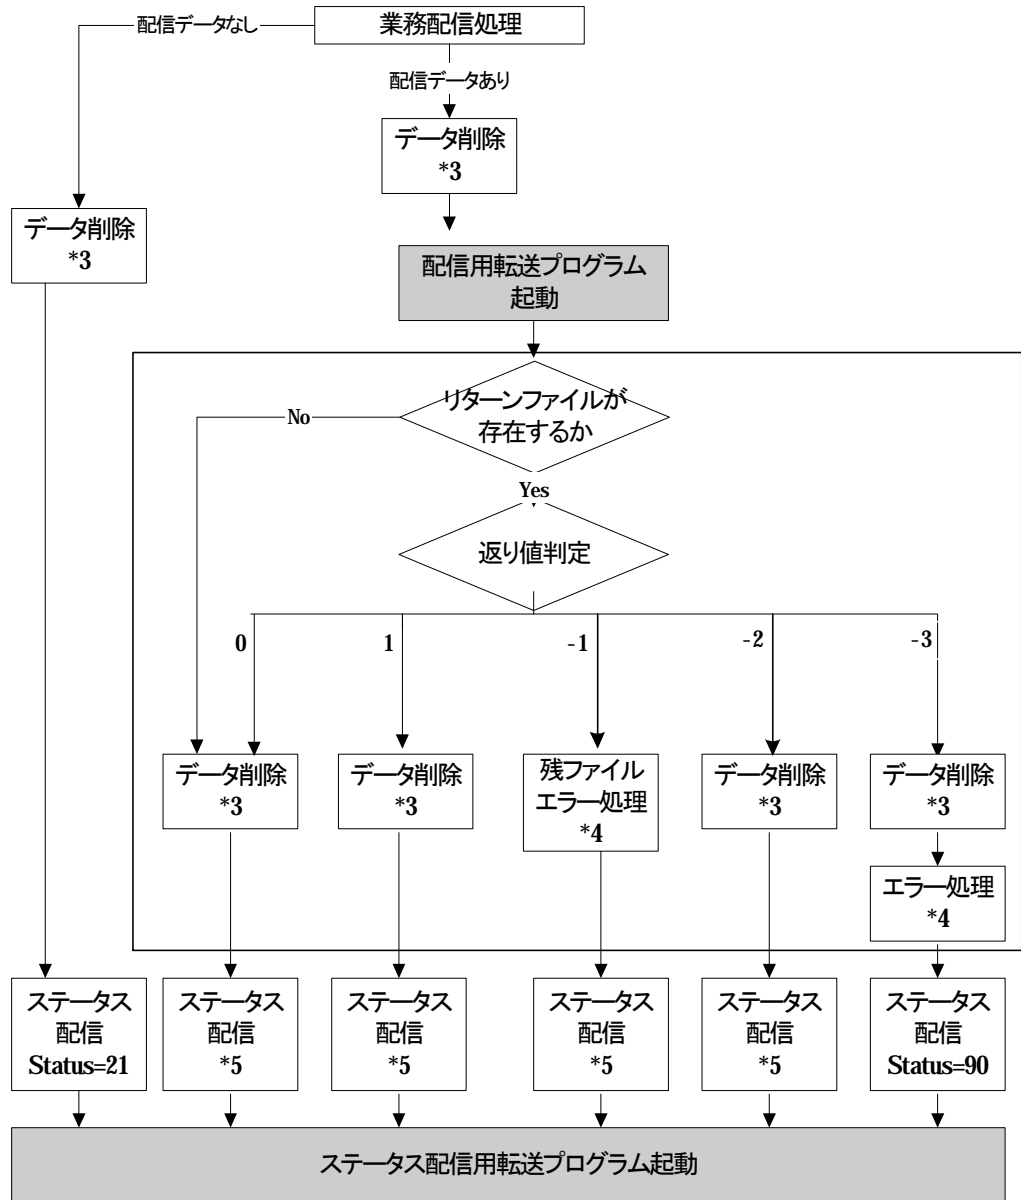 配信データなし
業務配信処理
配信データあり
データ削除
*3
データ削除
*3
配信用転送プログラム
起動
リターンファイルが
存在するか
No
Yes
返り値判定
0
1
-1
-2
-3
データ削除
*3
データ削除
*3
残ファイル
エラー処理
*4
データ削除
*3
データ削除
*3
エラー処理
*4
ステータス
配信
Status=21
ステータス
配信
*5
ステータス
配信
*5
ステータス
配信
*5
ステータス
配信
*5
ステータス
配信
Status=90
ステータス配信用転送プログラム起動